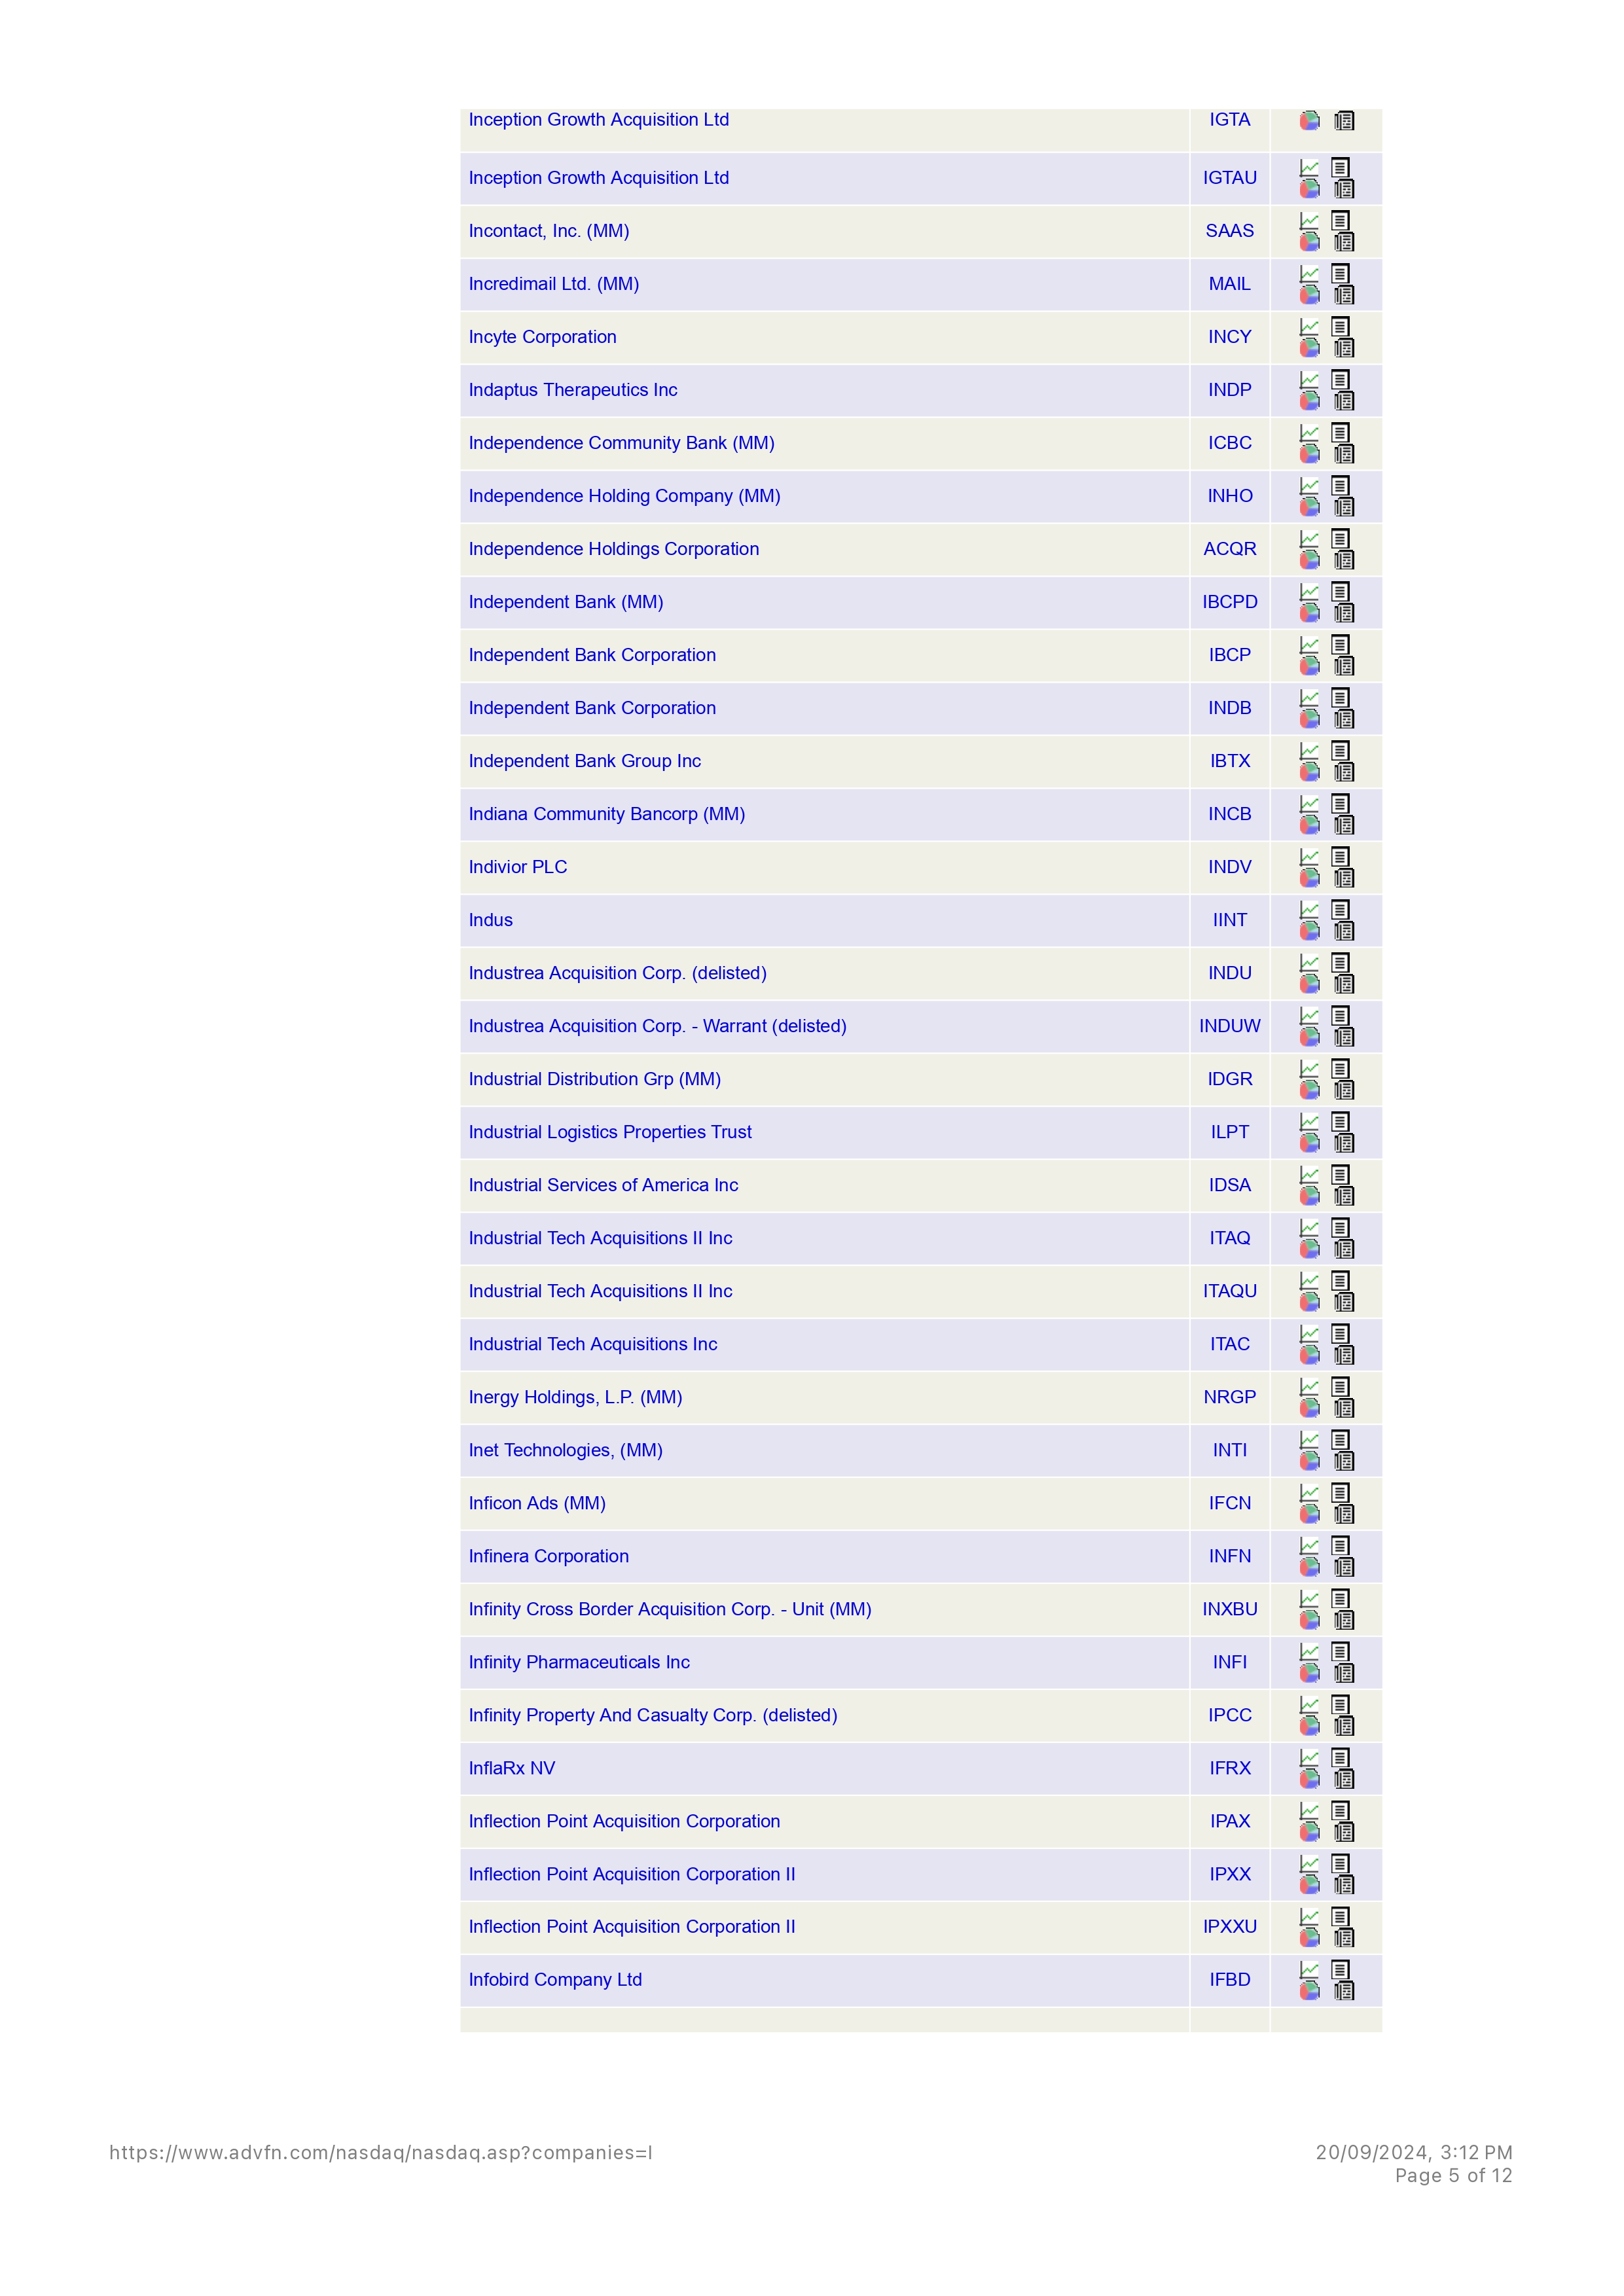 Inception Growth Acquisition Ltd IGTA
Inception Growth Acquisition Ltd IGTAU
Incontact, Inc. (MM) SAAS
Incredimail Ltd. (MM) MAIL
Incyte Corporation INCY
Indaptus Therapeutics Inc INDP
Independence Community Bank (MM) ICBC
Independence Holding Company (MM) INHO
Independence Holdings Corporation ACQR
Independent Bank (MM) IBCPD
Independent Bank Corporation IBCP
Independent Bank Corporation INDB
Independent Bank Group Inc IBTX
Indiana Community Bancorp (MM) INCB
Indivior PLC INDV
Indus IINT
Industrea Acquisition Corp. (delisted) INDU
Industrea Acquisition Corp. - Warrant (delisted) INDUW
Industrial Distribution Grp (MM) IDGR
Industrial Logistics Properties Trust ILPT
Industrial Services of America Inc IDSA
Industrial Tech Acquisitions II Inc ITAQ
Industrial Tech Acquisitions II Inc ITAQU
Industrial Tech Acquisitions Inc ITAC
Inergy Holdings, L.P. (MM) NRGP
Inet Technologies, (MM) INTI
Inficon Ads (MM) IFCN
Infinera Corporation INFN
Infinity Cross Border Acquisition Corp. - Unit (MM) INXBU
Infinity Pharmaceuticals Inc INFI
Infinity Property And Casualty Corp. (delisted) IPCC
InflaRx NV IFRX
Inflection Point Acquisition Corporation IPAX
Inflection Point Acquisition Corporation II IPXX
Inflection Point Acquisition Corporation II IPXXU
Infobird Company Ltd IFBD
https://www.advfn.com/nasdaq/nasdaq.asp?companies=I 20/09/2024, 3:12 PM
Page 5 of 12